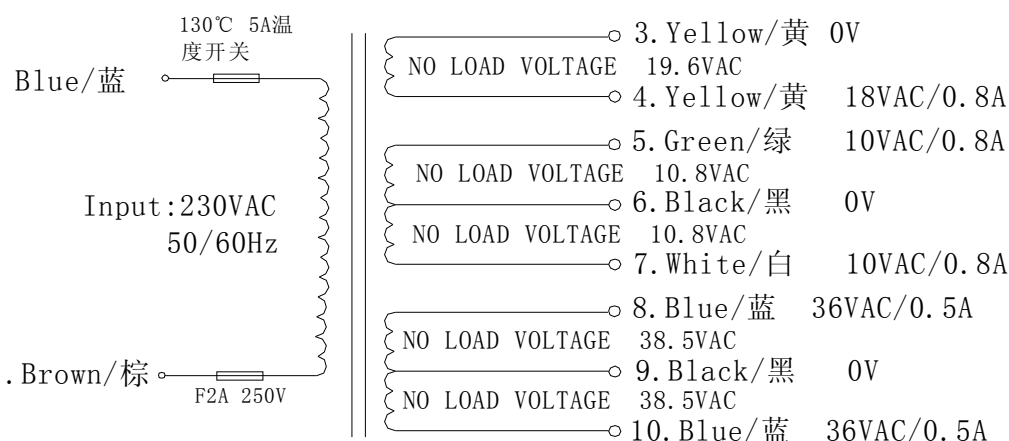 130℃ 5A温
度开关
Blue/蓝
Input:230VAC
50/60Hz
.Brown/棕
F2A 250V
3.Yellow/黄 0V
NO LOAD VOLTAGE 19.6VAC
4.Yellow/黄 18VAC/0.8A
5.Green/绿 10VAC/0.8A
NO LOAD VOLTAGE 10.8VAC
6.Black/黑 0V
NO LOAD VOLTAGE 10.8VAC
7.White/白 10VAC/0.8A
8.Blue/蓝 36VAC/0.5A
NO LOAD VOLTAGE 38.5VAC
9.Black/黑 0V
NO LOAD VOLTAGE 38.5VAC
10.Blue/蓝 36VAC/0.5A